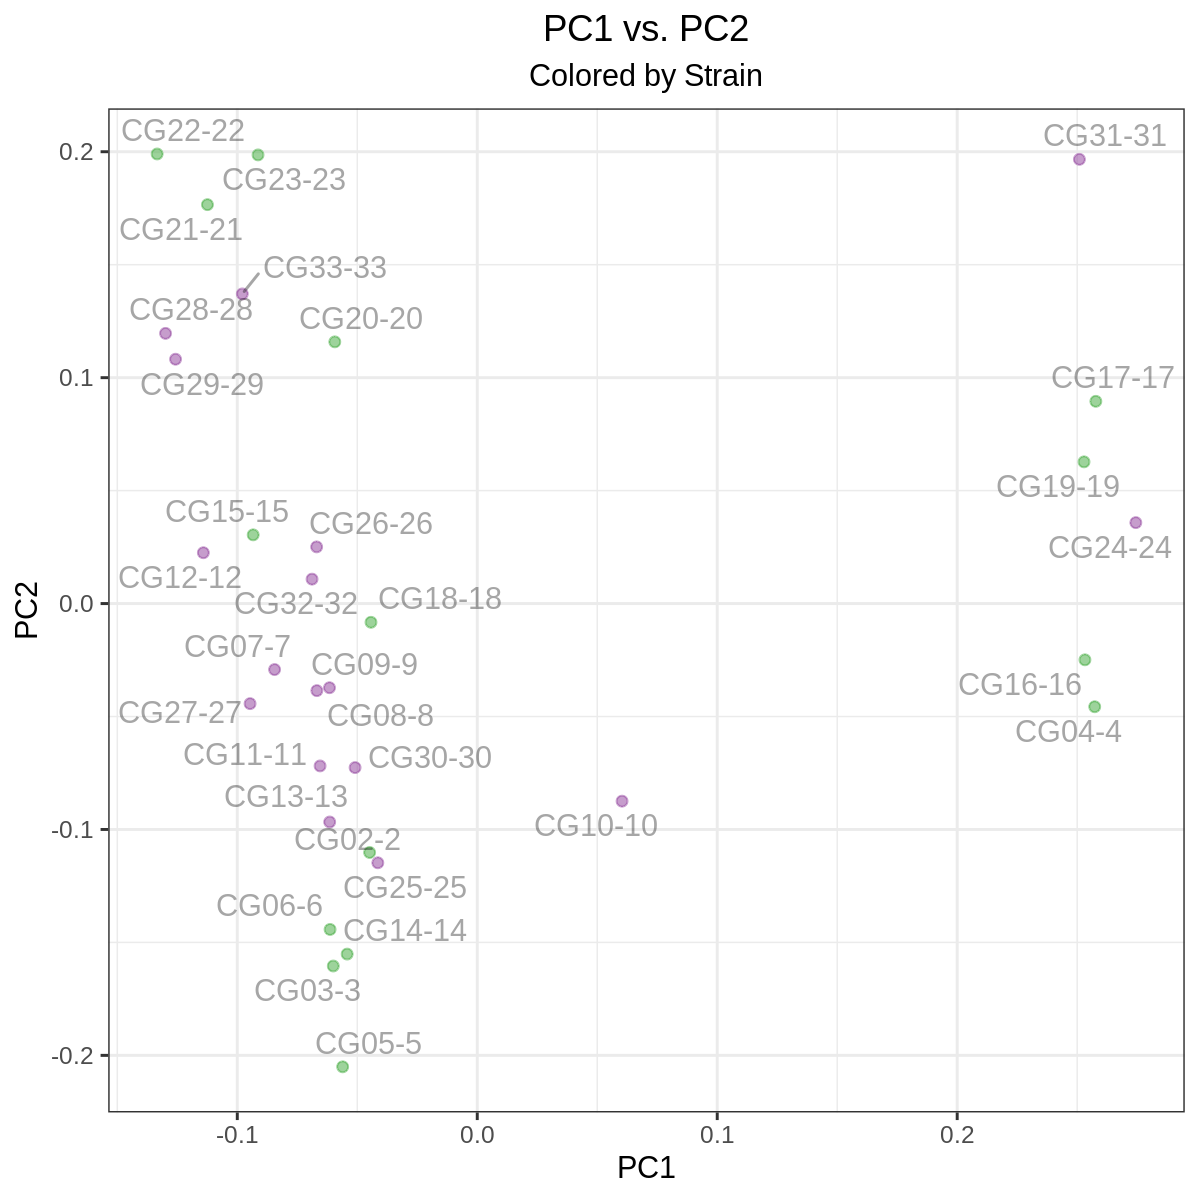 PC1 vs. PC2
Colored by Strain
CG22-22
CG31-31
0.2
CG23-23
CG21-21
CG33-33
CG28-28
CG20-20
0.1
CG29-29
CG17-17
CG19-19
CG15-15
CG26-26
CG24-24
CG12-12
0.0
CG32-32
CG18-18
PC2
CG07-7
CG09-9
CG16-16
CG27-27
CG08-8
CG04-4
CG11-11
CG30-30
CG13-13
-0.1
CG10-10
CG02-2
CG25-25
CG06-6
CG14-14
CG03-3
CG05-5
-0.2
-0.1
0.0
0.1
0.2
PC1